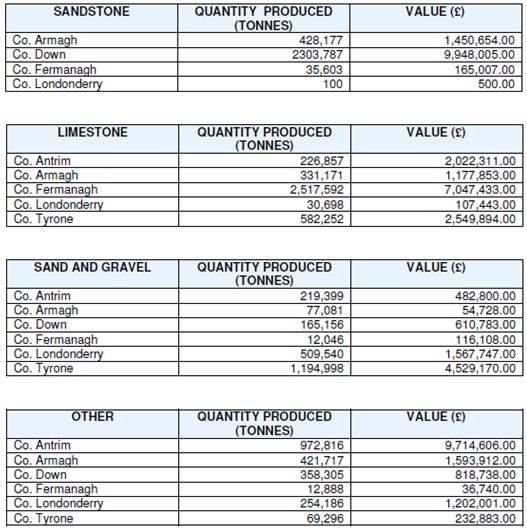 SANDSTONE QUANTITY PRODUCED (TONNES) VALUE (£)
Co. Armagh 428,177 1,450,654.00
Co. Down 2303,787 9,948,005.00
Co. Fermanagh 35,603 165,007.00
Co. Londonderry 100 500.00
LIMESTONE QUANTITY PRODUCED (TONNES) VALUE (£)
Co. Antrim 226,857 2,022,311.00
Co. Armagh 331,171 1,177,853.00
Co. Fermanagh 2,517,592 7,047,433.00
Co. Londonderry 30,698 107,443.00
Co. Tyrone 582,252 2,549,894.00
SAND AND GRAVEL QUANTITY PRODUCED (TONNES) VALUE (£)
Co. Antrim 219,399 482,800.00
Co. Armagh 77,081 54,728.00
Co. Down 165,156 610,783.00
Co. Fermanagh 12,046 116,108.00
Co. Londonderry 509,540 1,567,747.00
Co. Tyrone 1,194,998 4,529,170.00
OTHER QUANTITY PRODUCED (TONNES) VALUE (£)
Co. Antrim 972,816 9,714,606.00
Co. Armagh 421,717 1,593,912.00
Co. Down 358,305 818,738.00
Co. Fermanagh 12,888 36,740.00
Co. Londonderry 254,186 1,202,001.00
Co. Tyrone 69,296 232,883.00